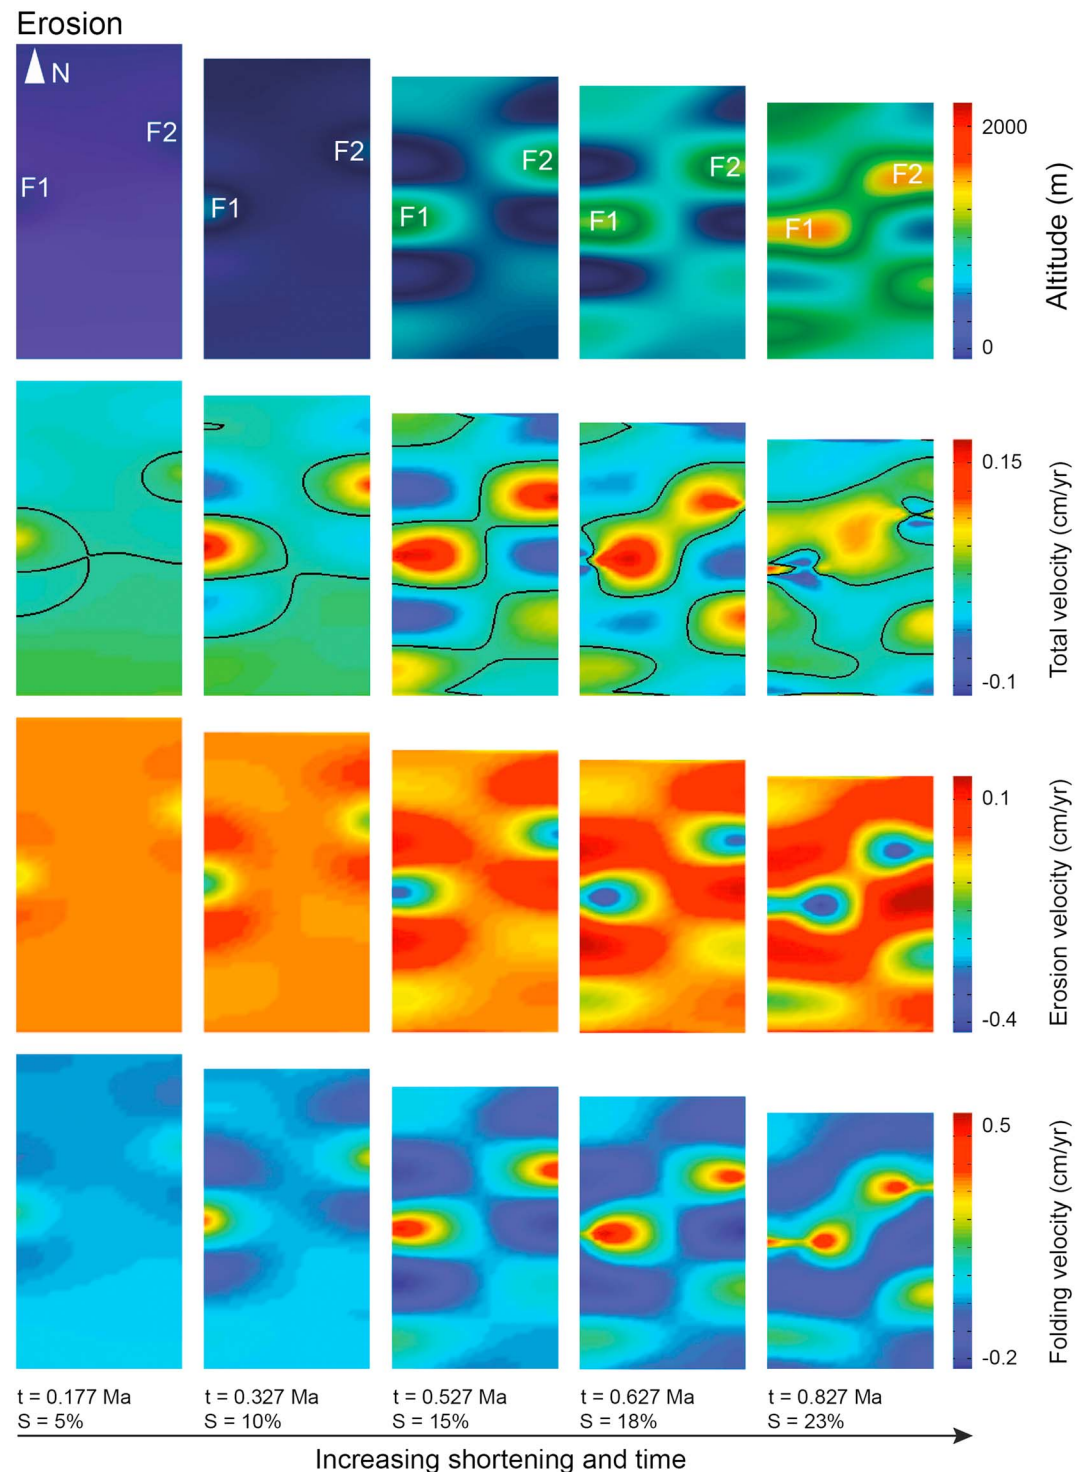 Erosion
N
F2
F1
F2
F1
F2
F1
F2
F1
F2
F1
2000
0
Altitude (m)
0.15
-0.1
Total velocity (cm/yr)
0.1
-0.4
Erosion velocity (cm/yr)
0.5
-0.2
Folding velocity (cm/yr)
t = 0.177 Ma
S = 5%
t = 0.327 Ma
S = 10%
t = 0.527 Ma
S = 15%
t = 0.627 Ma
S = 18%
t = 0.827 Ma
S = 23%
Increasing shortening and time